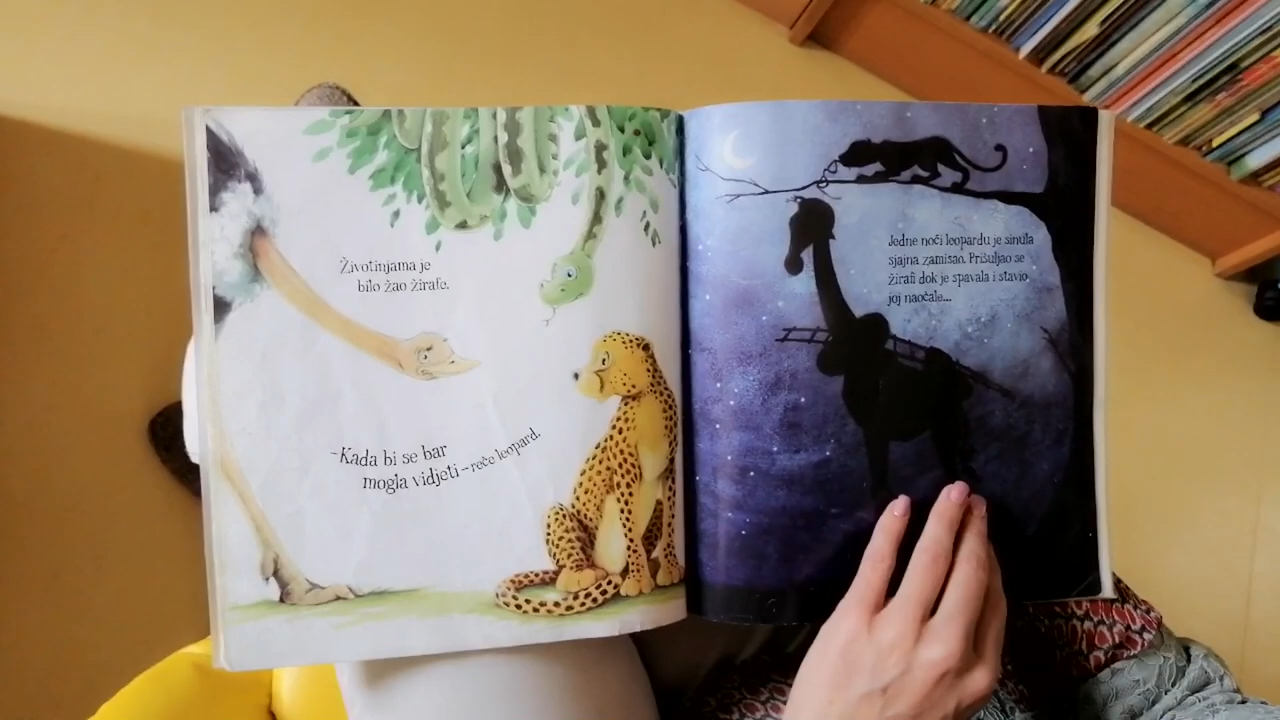 Životinjama je
bilo žao žirafe.
-Kada bi se bar
mogla vidjeti – reče leopard.
Jedne noći leopardu je sinula
sjajna zamisao. Prišuljao se
žirafi dok je spavala i stavio
joj naočale...